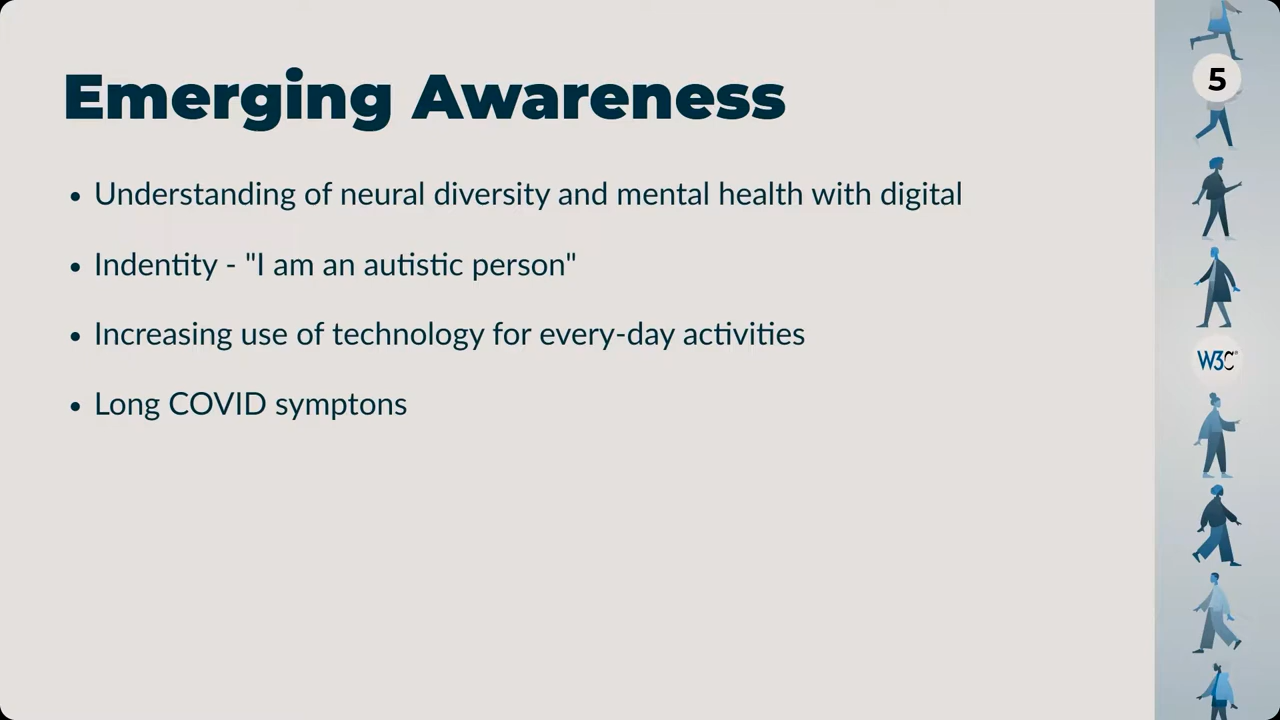 Emerging Awareness
5
• Understanding of neural diversity and mental health with digital
• Indentity - "I am an autistic person"
• Increasing use of technology for every-day activities
W3C®
• Long COVID symptons